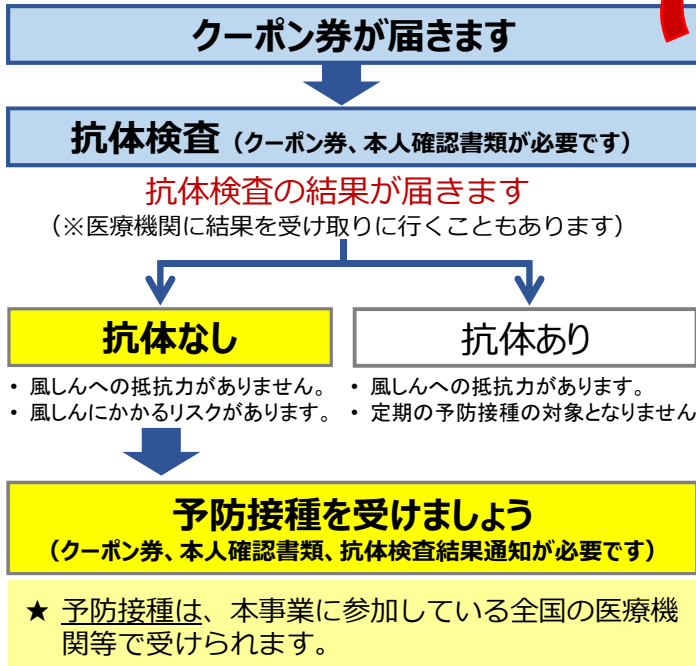 クーポン券が届きます
抗体検査（クーポン券、本人確認書類が必要です）
抗体検査の結果が届きます
（※医療機関に結果を受け取りに行くこともあります）
抗体なし
・ 風しんへの抵抗力がありません。
・ 風しんにかかるリスクがあります。
抗体あり
・ 風しんへの抵抗力があります。
・ 定期の予防接種の対象となりません
予防接種を受けましょう
（クーポン券、本人確認書類、抗体検査結果通知が必要です）
★ 予防接種は、本事業に参加している全国の医療機
関等で受けられます。